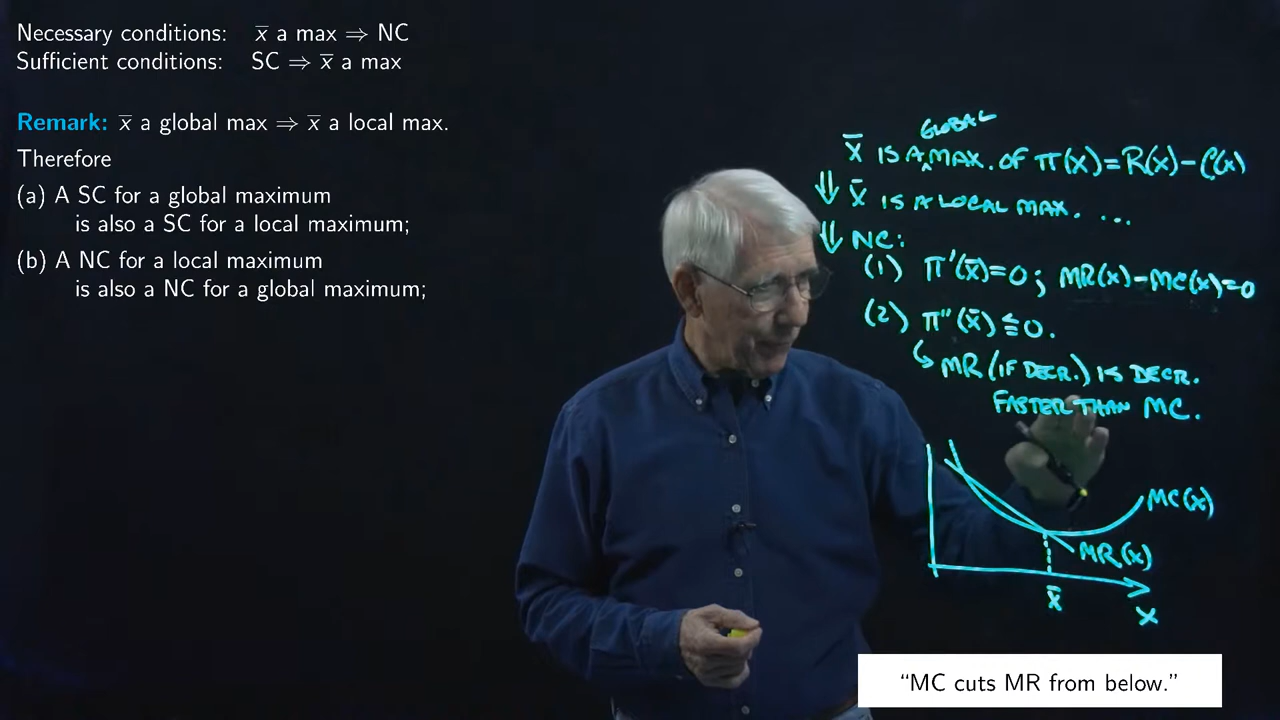 Necessary conditions: x̄ a max ⇒ NC
Sufficient conditions: SC ⇒ x̄ a max
Remark: x̄ a global max ⇒ x̄ a local max.
Therefore
(a) A SC for a global maximum
is also a SC for a local maximum;
(b) A NC for a local maximum
is also a NC for a global maximum;
GLOBAL
x̄ IS A ‸ MAX. OF π(x)=R(x)-C(x)
⇓ x̄ IS A LOCAL MAX. ...
⇓ NC:
(1) π'(x̄)=0; MR(x)-MC(x)=0
(2) π"(x̄) ≦ 0.
↳ MR (IF DECR.) IS DECR.
FASTER THAN MC.
MC(x)
MR(x)
x̄
x
“MC cuts MR from below.”